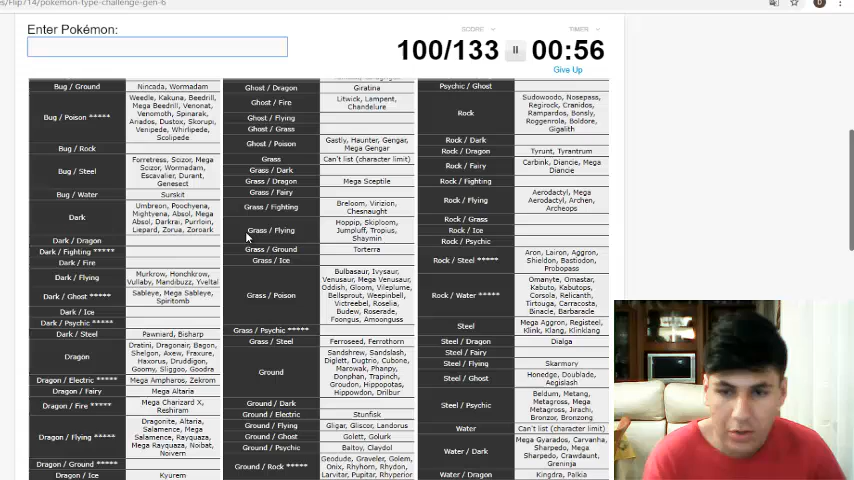 es/Flip714/pokemon-type-challenge-gen-6
Enter Pokémon:
SCORE
TIMER
100/133
00:56
Give Up
Bug / Ground
Nincada, Wormadam
Bug / Poison *****
Weedle, Kakuna, Beedrill,
Mega Beedrill, Venonat,
Venomoth, Spinarak,
Ariados, Dustox, Skorupi,
Venipede, Whirlipede,
Scolipede
Bug / Rock
Bug / Steel
Forretress, Scizor, Mega
Scizor, Wormadam,
Escavalier, Durant,
Genesect
Bug / Water
Surskit
Dark
Umbreon, Poochyena,
Mightyena, Absol, Mega
Absol, Darkrai, Purrloin,
Liepard, Zorua, Zoroark
Dark / Dragon
Dark / Fighting *****
Dark / Fire
Dark / Flying
Murkrow, Honchkrow,
Vullaby, Mandibuzz, Yveltal
Dark / Ghost *****
Sableye, Mega Sableye,
Spiritomb
Dark / Ice
Dark / Psychic *****
Dark / Steel
Pawniard, Bisharp
Dragon
Dratini, Dragonair, Bagon,
Shelgon, Axew, Fraxure,
Haxorus, Druddigon,
Goomy, Sliggoo, Goodra
Dragon / Electric *****
Mega Ampharos, Zekrom
Dragon / Fairy
Mega Altaria
Dragon / Fire *****
Mega Charizard X,
Reshiram
Dragon / Flying *****
Dragonite, Altaria,
Salamence, Mega
Salamence, Rayquaza,
Mega Rayquaza, Noibat,
Noivern
Dragon / Ground *****
Dragon / Ice
Kyurem
Ghost / Dragon
Giratina
Ghost / Fire
Litwick, Lampent,
Chandelure
Ghost / Flying
Ghost / Grass
Ghost / Poison
Gastly, Haunter, Gengar,
Mega Gengar
Grass
Can't list (character limit)
Grass / Dark
Grass / Dragon
Mega Sceptile
Grass / Fairy
Grass / Fighting
Breloom, Virizion,
Chesnaught
Grass / Flying
Hoppip, Skiploom,
Jumpluff, Tropius,
Shaymin
Grass / Ground
Torterra
Grass / Ice
Grass / Poison
Bulbasaur, Ivysaur,
Venusaur, Mega Venusaur,
Oddish, Gloom, Vileplume,
Bellsprout, Weepinbell,
Victreebel, Roselia,
Budew, Roserade,
Foongus, Amoonguss
Grass / Psychic *****
Grass / Steel
Ferroseed, Ferrothorn
Ground
Sandshrew, Sandslash,
Diglett, Dugtrio, Cubone,
Marowak, Phanpy,
Donphan, Trapinch,
Groudon, Hippopotas,
Hippowdon, Drilbur
Ground / Dark
Ground / Electric
Stunfisk
Ground / Flying
Gligar, Gliscor, Landorus
Ground / Ghost
Golett, Golurk
Ground / Psychic
Baltoy, Claydol
Ground / Rock *****
Geodude, Graveler, Golem,
Onix, Rhyhorn, Rhydon,
Larvitar, Pupitar, Rhyperior
Psychic / Ghost
Rock
Sudowoodo, Nosepass,
Regirock, Cranidos,
Rampardos, Bonsly,
Roggenrola, Boldore,
Gigalith
Rock / Dark
Rock / Dragon
Tyrunt, Tyrantrum
Rock / Fairy
Carbink, Diancie, Mega
Diancie
Rock / Fighting
Rock / Flying
Aerodactyl, Mega
Aerodactyl, Archen,
Archeops
Rock / Grass
Rock / Ice
Rock / Psychic
Rock / Steel *****
Aron, Lairon, Aggron,
Shieldon, Bastiodon,
Probopass
Rock / Water *****
Omanyte, Omastar,
Kabuto, Kabutops,
Corsola, Relicanth,
Tirtouga, Carracosta,
Binacle, Barbaracle
Steel
Mega Aggron, Registeel,
Klink, Klang, Klinklang
Steel / Dragon
Dialga
Steel / Fairy
Steel / Flying
Skarmory
Steel / Ghost
Honedge, Doublade,
Aegislash
Steel / Psychic
Beldum, Metang,
Metagross, Mega
Metagross, Jirachi,
Bronzor, Bronzong
Water
Can't list (character limit)
Water / Dark
Mega Gyarados, Carvanha,
Sharpedo, Mega
Sharpedo, Crawdaunt,
Greninja
Water / Dragon
Kingdra, Palkia